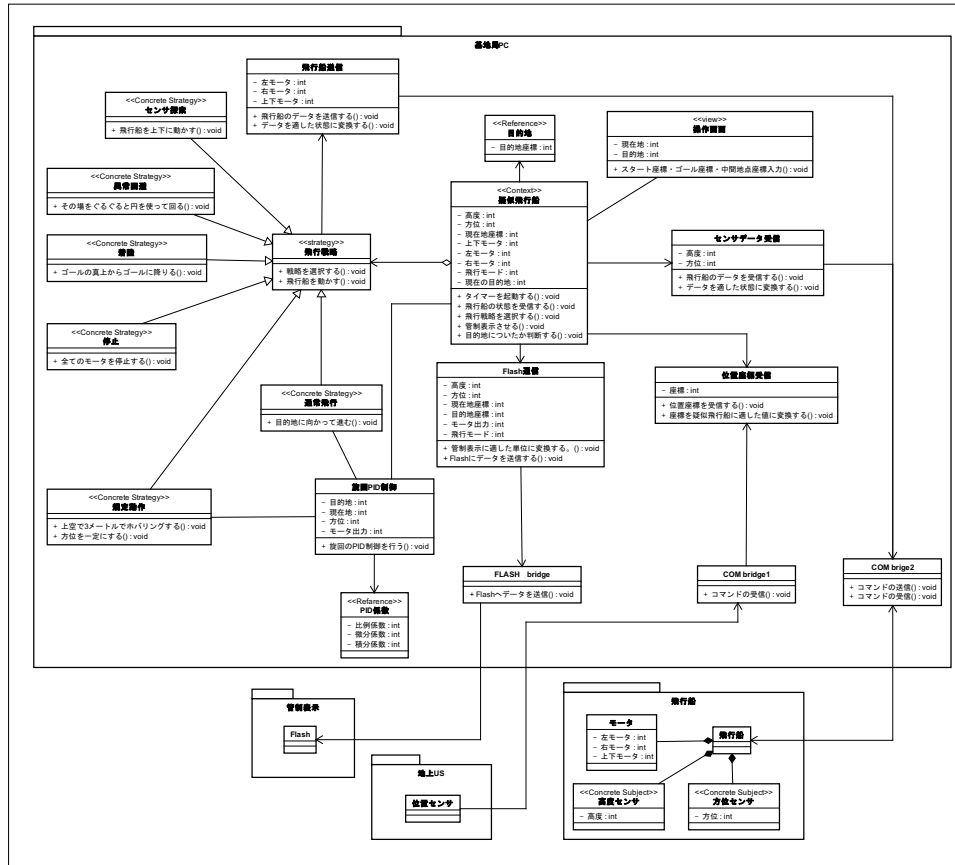 基地局PC
飛行船通信
− 左モータ : int
− 右モータ : int
− 上下モータ : int
+ 飛行船のデータを送信する() : void
+ データを適した状態に変換する() : void
<<Concrete Strategy>>
センサ探索
+ 飛行船を上下に動かす() : void
<<Reference>>
目的地
− 目的地座標 : int
<<view>>
操作画面
− 現在地 : int
− 目的地 : int
+ スタート座標・ゴール座標・中間地点座標入力() : void
<<Concrete Strategy>>
異常回避
+ その場をぐるぐると円を使って回る() : void
<<Context>>
擬似飛行船
− 高度 : int
− 方位 : int
− 現在地座標 : int
− 上下モータ : int
− 左モータ : int
− 右モータ : int
− 飛行モード : int
− 現在の目的地 : int
+ タイマーを起動する() : void
+ 飛行船の状態を受信する() : void
+ 飛行戦略を選択する() : void
+ 管制表示させる() : void
+ 目的地についたか判断する() : void
<<Concrete Strategy>>
着陸
+ ゴールの真上からゴールに降りる() : void
<<strategy>>
飛行戦略
+ 戦略を選択する() : void
+ 飛行船を動かす() : void
センサデータ受信
− 高度 : int
− 方位 : int
+ 飛行船のデータを受信する() : void
+ データを適した状態に変換する() : void
<<Concrete Strategy>>
停止
+ 全てのモータを停止する() : void
Flash通信
− 高度 : int
− 方位 : int
− 現在地座標 : int
− 目的地座標 : int
− モータ出力 : int
− 飛行モード : int
+ 管制表示に適した単位に変換する。() : void
+ Flashにデータを送信する() : void
位置座標受信
− 座標 : int
+ 位置座標を受信する() : void
+ 座標を疑似飛行船に適した値に変換する() : void
<<Concrete Strategy>>
通常飛行
+ 目的地に向かって進む() : void
<<Concrete Strategy>>
規定動作
+ 上空で3メートルでホバリングする() : void
+ 方位を一定にする() : void
旋回PID制御
− 目的地 : int
− 現在地 : int
− 方位 : int
− モータ出力 : int
+ 旋回のPID制御を行う() : void
FLASH bridge
+ Flashへデータを送信() : void
COM bridge1
+ コマンドの受信() : void
COM brige2
+ コマンドの送信() : void
+ コマンドの受信() : void
<<Refarence>>
PID係数
− 比例係数 : int
− 微分係数 : int
− 積分係数 : int
管制表示
Flash
地上US
位置センサ
飛行船
モータ
− 左モータ : int
− 右モータ : int
− 上下モータ : int
飛行船
<<Concrete Subject>>
高度センサ
− 高度 : int
<<Concrete Subject>>
方位センサ
− 方位 : int